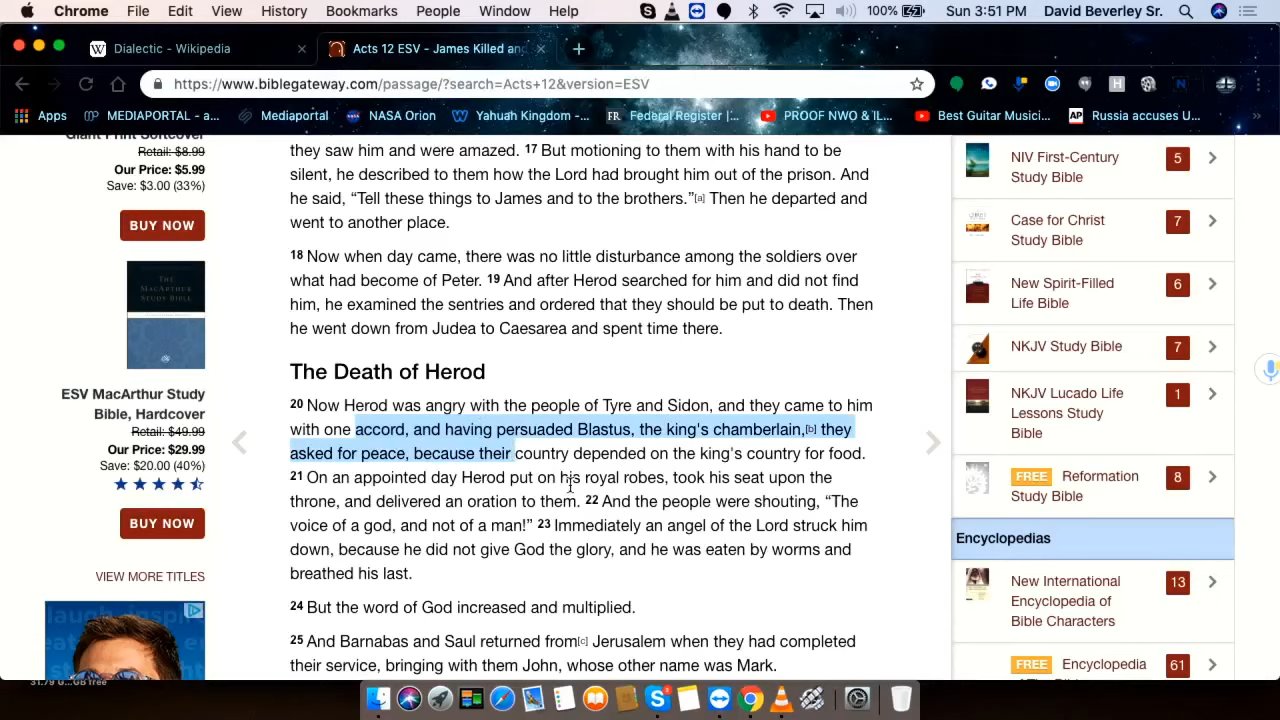 Chrome File Edit View History Bookmarks People Window Help 100% Sun 3:51 PM David Beverley Sr.
W Dialectic - Wikipedia × Acts 12 ESV - James Killed and × +
https://www.biblegateway.com/passage/?search=Acts+12&version=ESV
Apps MEDIAPORTAL - a... Mediaportal NASA Orion Yahuah Kingdom -... FR Federal Register |... PROOF NWO & IL... Best Guitar Musici... AP Russia accuses U... »
Giant Print Softcover
Retail: $8.99
Our Price: $5.99
Save: $3.00 (33%)
BUY NOW
THE MACARTHUR STUDY BIBLE
ESV MacArthur Study
Bible, Hardcover
Retail: $49.99
Our Price: $29.99
Save: $20.00 (40%)
BUY NOW
VIEW MORE TITLES
laugh inspi
31.79 G...GB free
they saw him and were amazed. 17 But motioning to them with his hand to be
silent, he described to them how the Lord had brought him out of the prison. And
he said, “Tell these things to James and to the brothers.”[a] Then he departed and
went to another place.
18 Now when day came, there was no little disturbance among the soldiers over
what had become of Peter. 19 And after Herod searched for him and did not find
him, he examined the sentries and ordered that they should be put to death. Then
he went down from Judea to Caesarea and spent time there.
The Death of Herod
20 Now Herod was angry with the people of Tyre and Sidon, and they came to him
with one accord, and having persuaded Blastus, the king's chamberlain,[b] they
asked for peace, because their country depended on the king's country for food.
21 On an appointed day Herod put on his royal robes, took his seat upon the
throne, and delivered an oration to them. 22 And the people were shouting, “The
voice of a god, and not of a man!” 23 Immediately an angel of the Lord struck him
down, because he did not give God the glory, and he was eaten by worms and
breathed his last.
24 But the word of God increased and multiplied.
25 And Barnabas and Saul returned from[c] Jerusalem when they had completed
their service, bringing with them John, whose other name was Mark.
NIV First-Century 5
Study Bible
Case for Christ 7
Study Bible
New Spirit-Filled 6
Life Bible
NKJV Study Bible 7
NKJV Lucado Life 1
Lessons Study
Bible
FREE Reformation 8
Study Bible
Encyclopedias
New International 13
Encyclopedia of
Bible Characters
FREE Encyclopedia 61